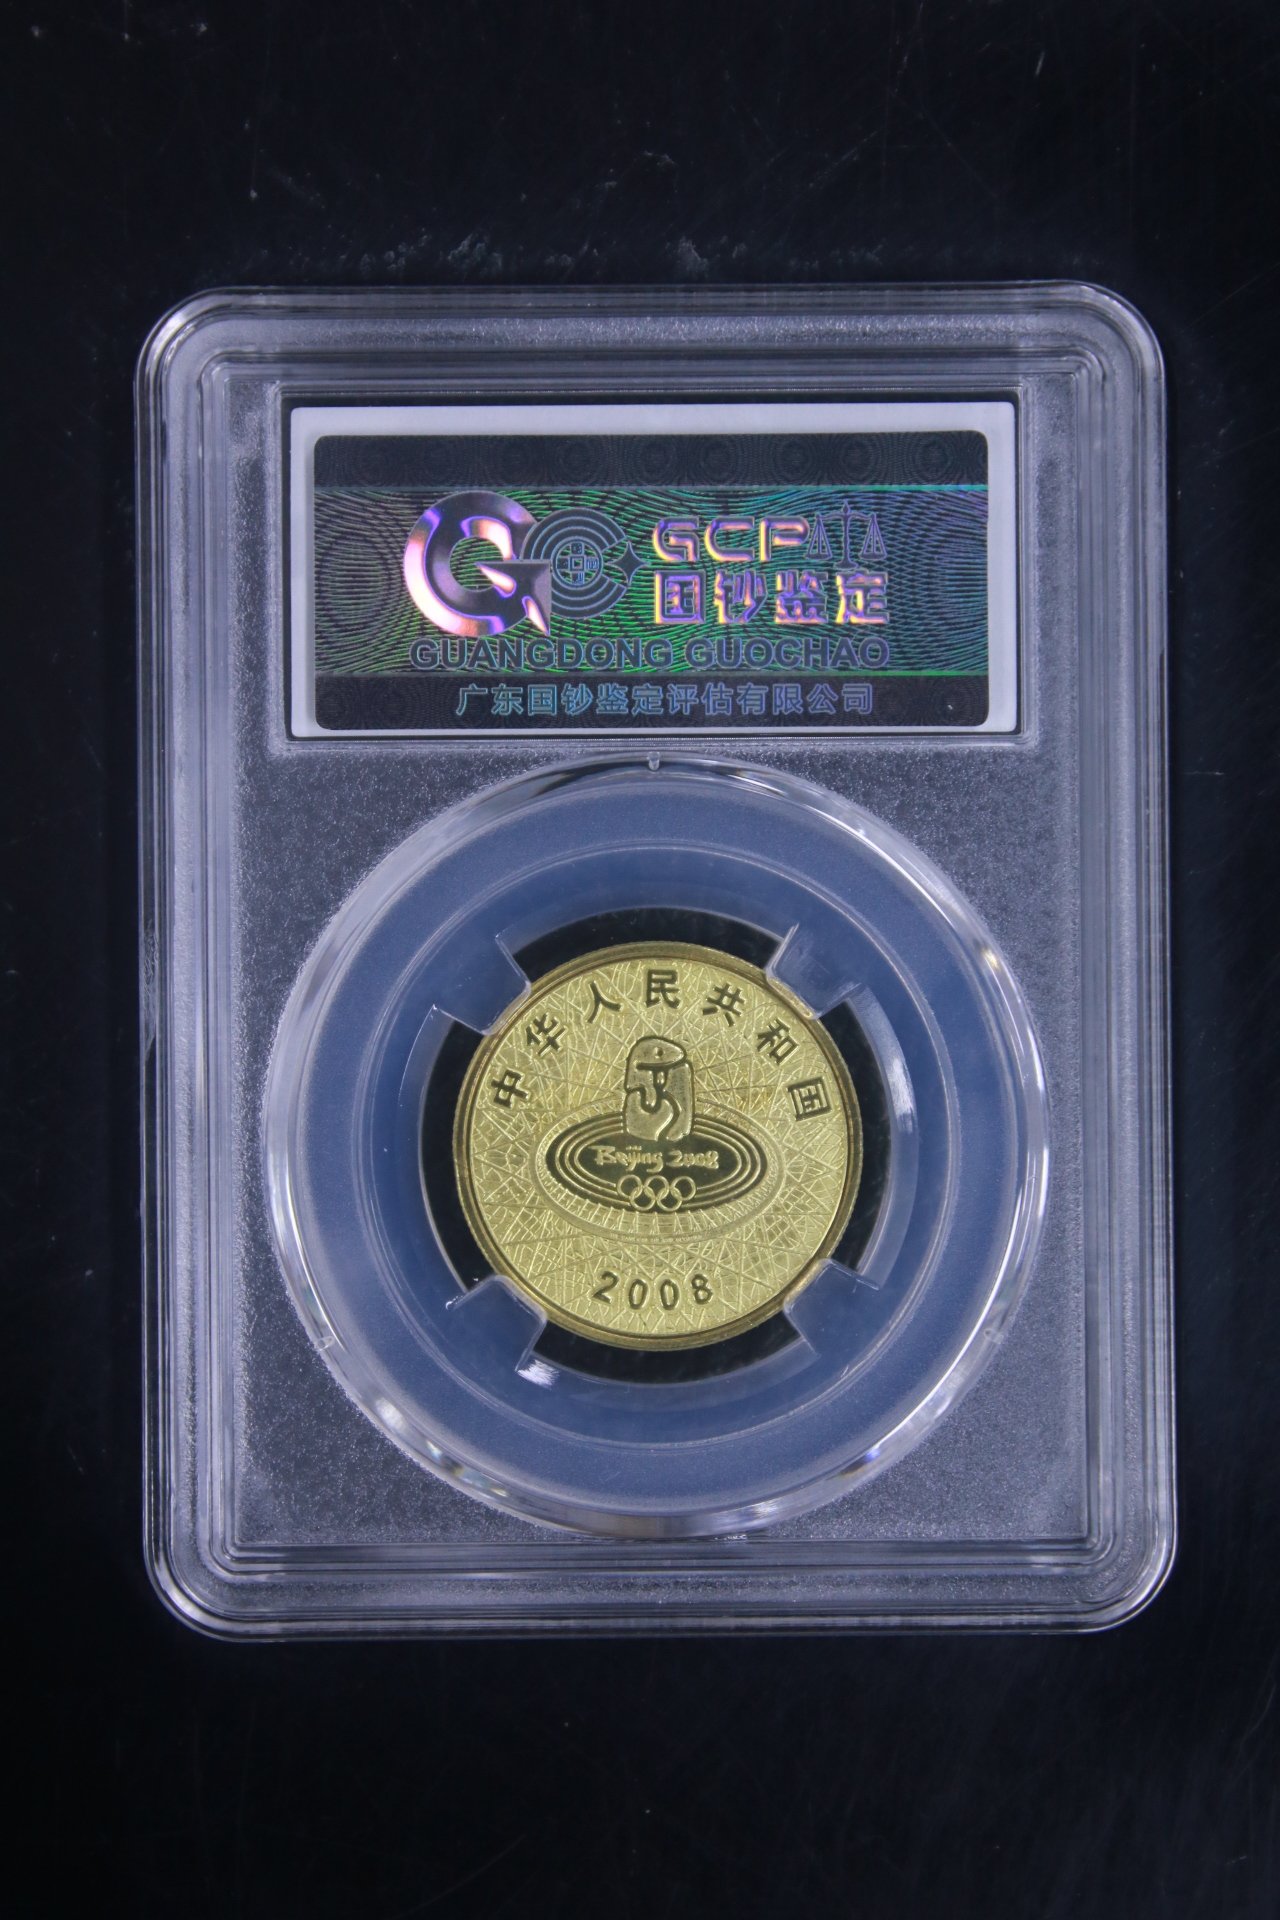 GCP
国钞鉴定
GUANGDONG GUOCHAO
广东国钞鉴定评估有限公司
中华人民共和国
Beijing 2008
2008